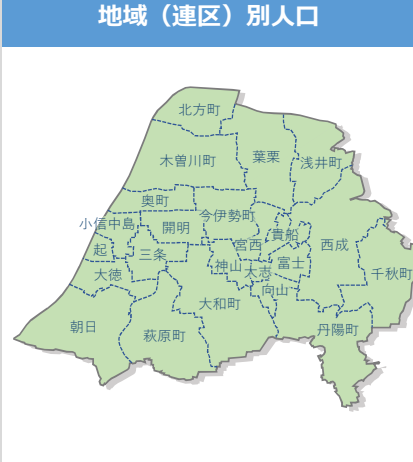 地域（連区）別人口
北方町
木曽川町
葉栗
浅井町
奥町
小信中島
開明
今伊勢町
貴船
宮西
西成
起
三条
神山
大志
富士
大徳
千秋町
向山
大和町
朝日
萩原町
丹陽町